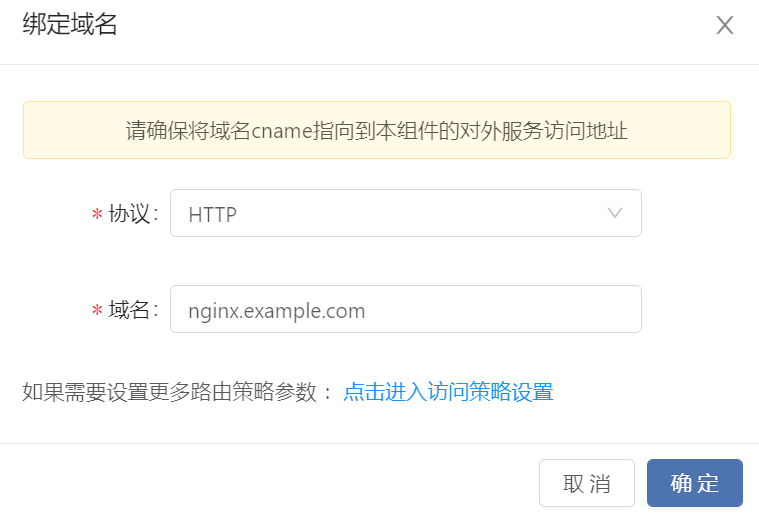 绑定域名
请确保将域名cname指向到本组件的对外服务访问地址
* 协议:
HTTP
* 域名:
nginx.example.com
如果需要设置更多路由策略参数： 点击进入访问策略设置
取 消
确 定